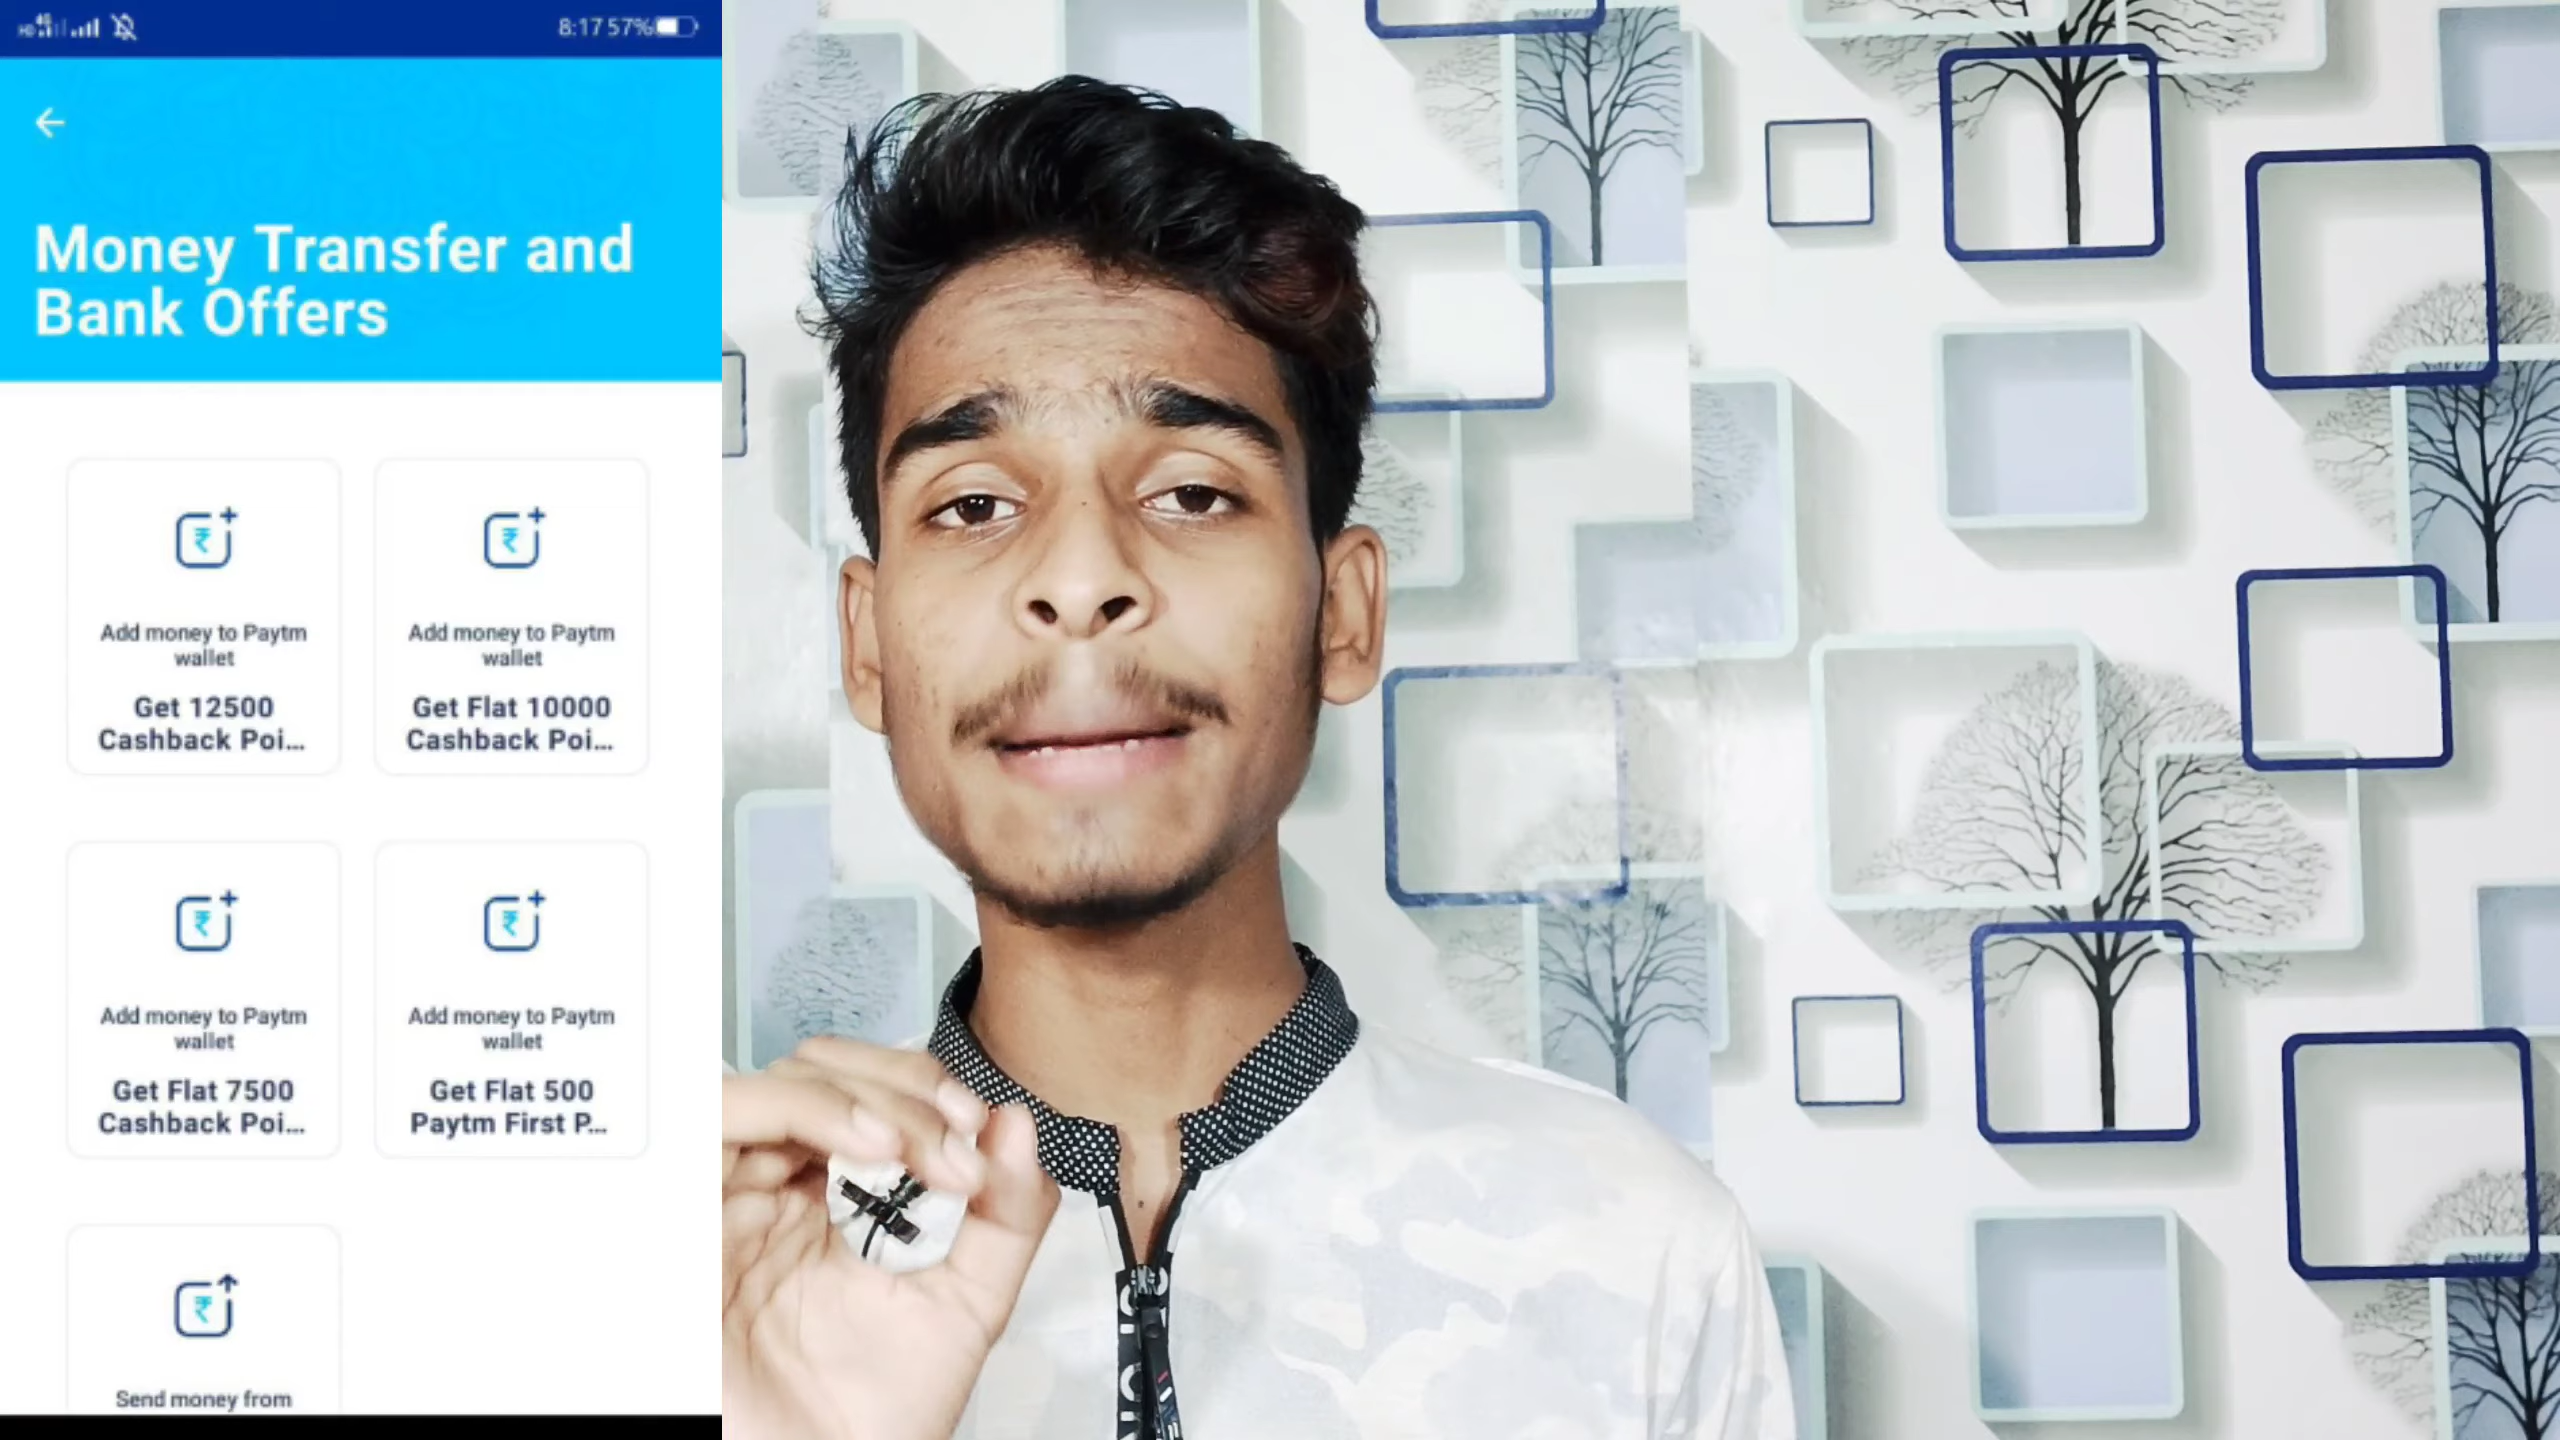 4G
8:17 57%
Money Transfer and
Bank Offers
Add money to Paytm
wallet
Get 12500
Cashback Poi...
Add money to Paytm
wallet
Get Flat 10000
Cashback Poi...
Add money to Paytm
wallet
Get Flat 7500
Cashback Poi...
Add money to Paytm
wallet
Get Flat 500
Paytm First P...
Send money from